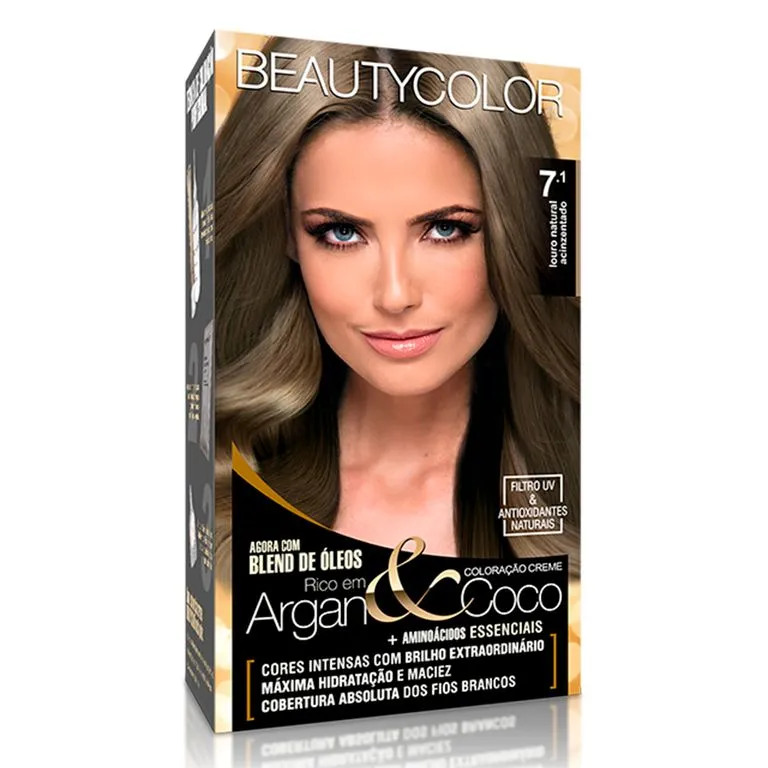 BEAUTYCOLOR
7.1
louro natural
acinzentado
FILTRO UV
&
ANTIOXIDANTES
NATURAIS
AGORA COM
BLEND DE ÓLEOS
COLORAÇÃO CREME
Rico em
Argan & Coco
+ AMINOÁCIDOS ESSENCIAIS
CORES INTENSAS COM BRILHO EXTRAORDINÁRIO
MÁXIMA HIDRATAÇÃO E MACIEZ
COBERTURA ABSOLUTA DOS FIOS BRANCOS